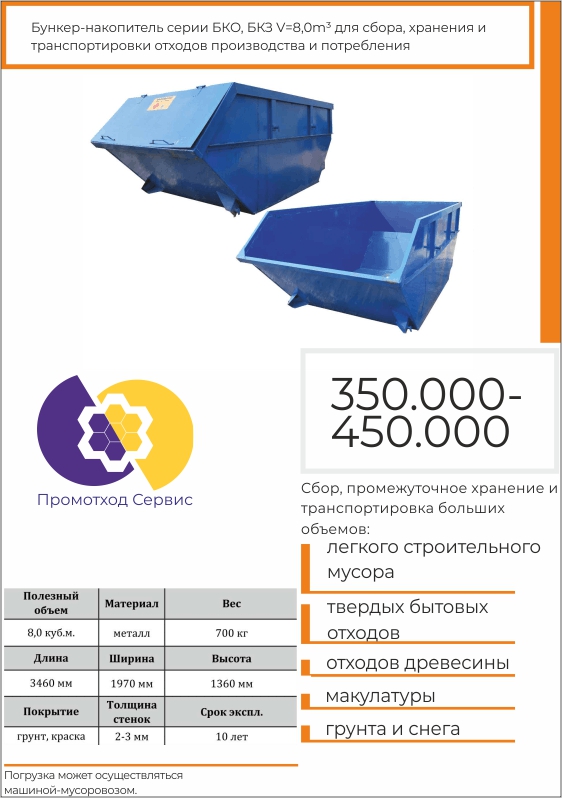 Бункер-накопитель серии БКО, БКЗ V=8,0m³ для сбора, хранения и
транспортировки отходов производства и потребления
350.000-
450.000
Промотход Сервис
Сбор, промежуточное хранение и
транспортировка больших
объемов:
легкого строительного
мусора
твердых бытовых
отходов
отходов древесины
макулатуры
грунта и снега
Полезный
объем
Материал
Вес
8,0 куб.м.
металл
700 кг
Длина
Ширина
Высота
3460 мм
1970 мм
1360 мм
Покрытие
Толщина
стенок
Срок экспл.
грунт, краска
2-3 мм
10 лет
Погрузка может осуществляться
машиной-мусоровозом.